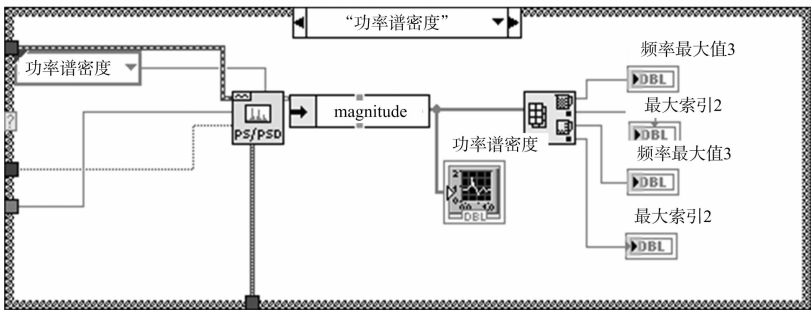 “功率谱密度”
功率谱密度
PS/PSD
magnitude
功率谱密度
DBL
频率最大值3
DBL
最大索引2
DBL
频率最大值3
DBL
最大索引2
DBL